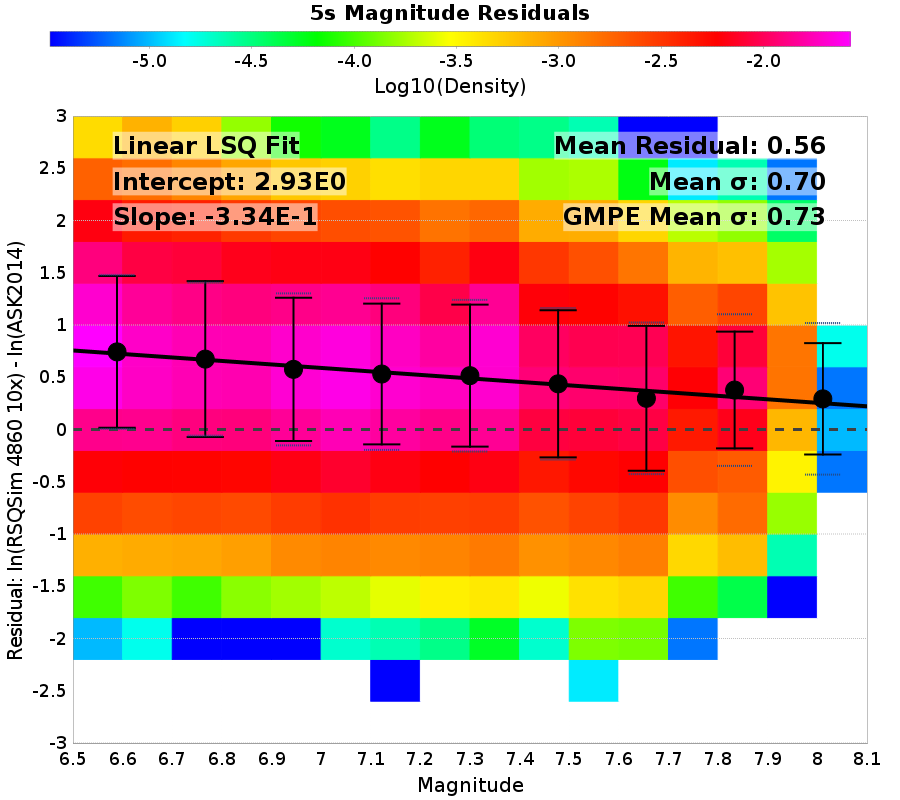 5s Magnitude Residuals
-5.0 -4.5 -4.0 -3.5 -3.0 -2.5 -2.0
Log10(Density)
Linear LSQ Fit
Intercept: 2.93E0
Slope: -3.34E-1
Mean Residual: 0.56
Mean σ: 0.70
GMPE Mean σ: 0.73
Residual: ln(RSQSim 4860 10x) - ln(ASK2014)
3
2.5
2
1.5
1
0.5
0
-0.5
-1
-1.5
-2
-2.5
-3
6.5 6.6 6.7 6.8 6.9 7 7.1 7.2 7.3 7.4 7.5 7.6 7.7 7.8 7.9 8 8.1
Magnitude